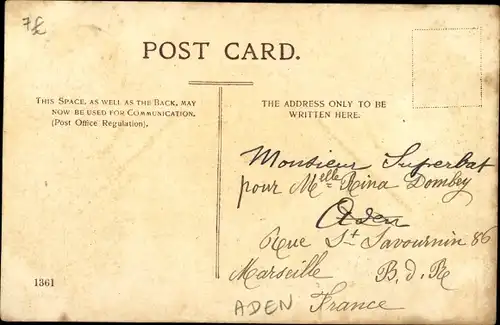 7£
POST CARD.
THIS SPACE, AS WELL AS THE BACK, MAY
NOW BE USED FOR COMMUNICATION.
(Post Office Regulation).
THE ADDRESS ONLY TO BE
WRITTEN HERE.
Monsieur Superbat
pour Melle Rina Dombey
Aden
Rue St Savournin 86
Marseille B. d. R
France
1361
ADEN